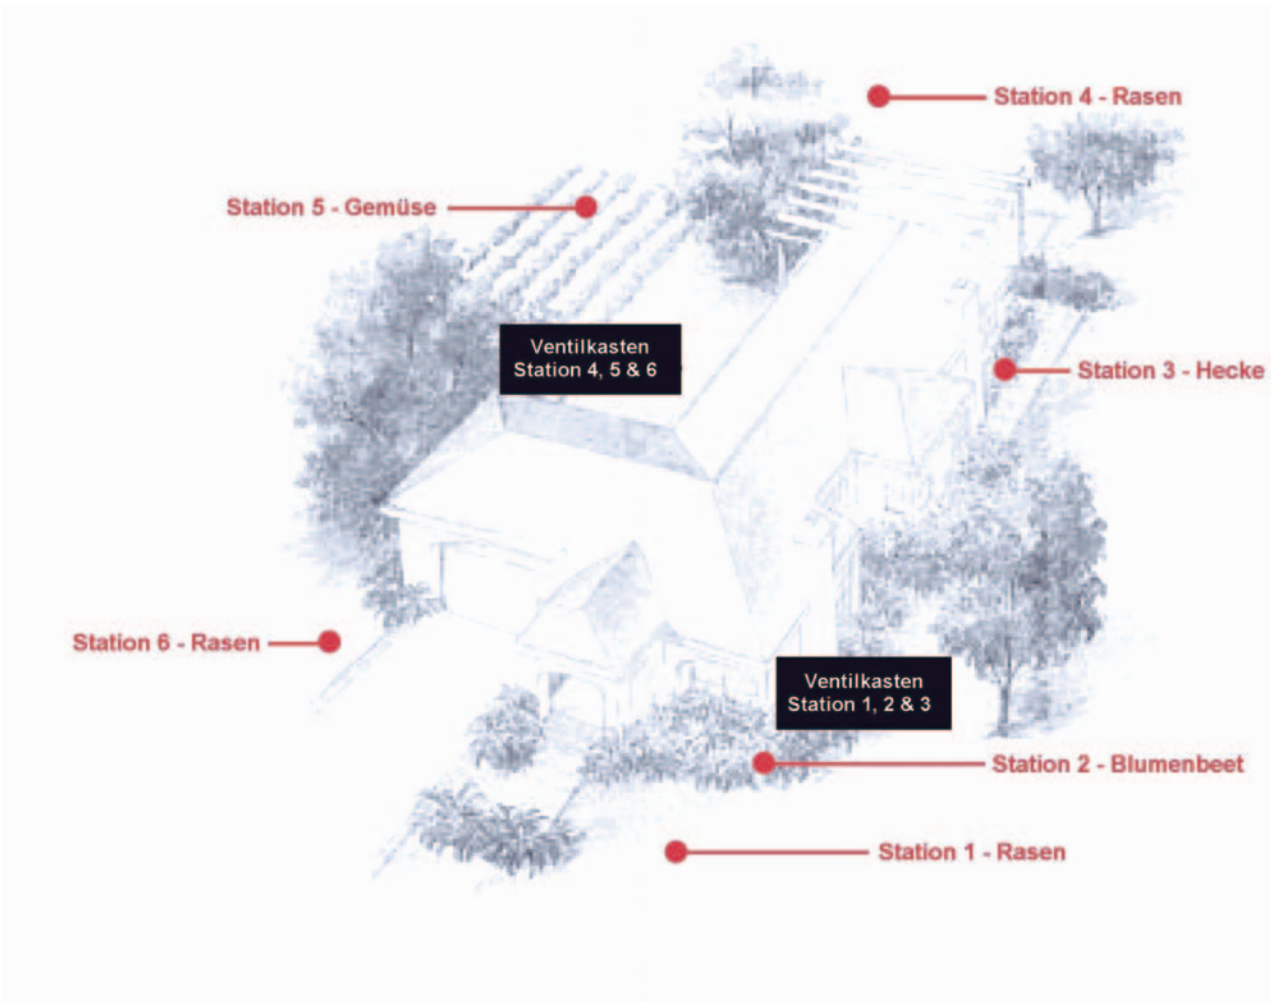 Station 4 - Rasen
Station 5 - Gemüse
Ventilkasten
Station 4, 5 & 6
Station 3 - Hecke
Station 6 - Rasen
Ventilkasten
Station 1, 2 & 3
Station 2 - Blumenbeet
Station 1 - Rasen